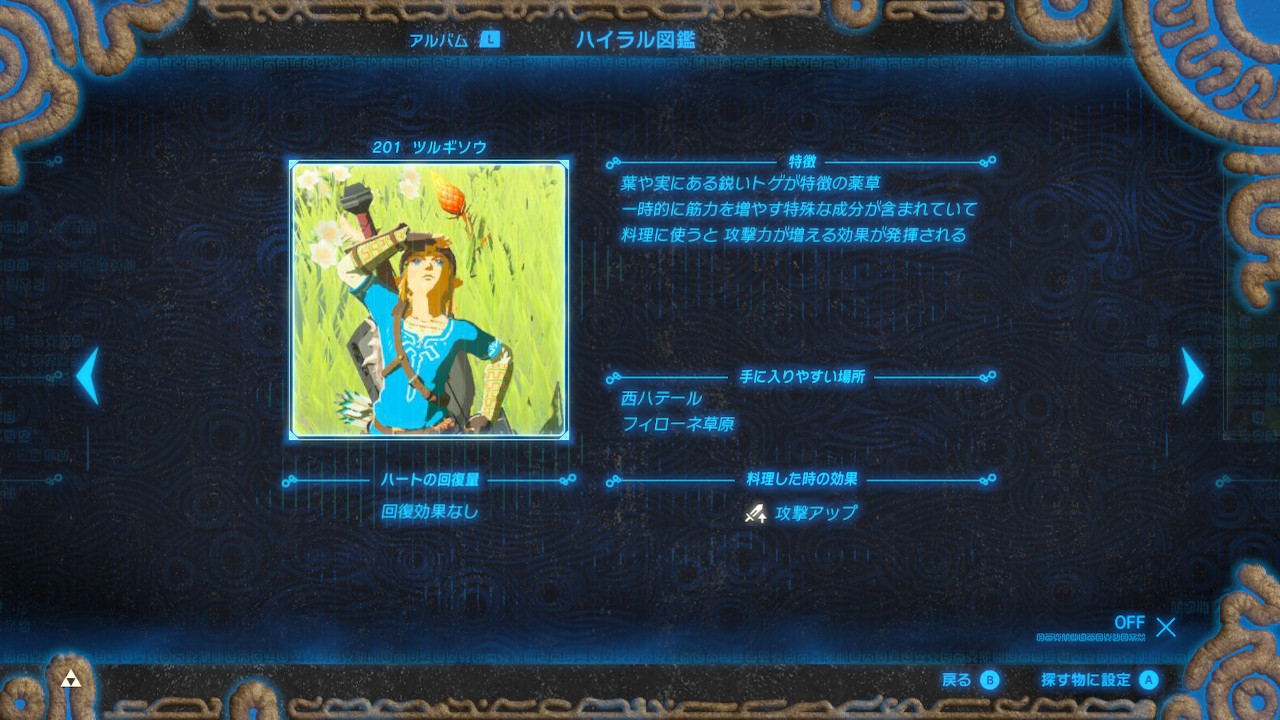 アルバム L
ハイラル図鑑
201 ツルギソウ
特徴
葉や実にある鋭いトゲが特徴の薬草
一時的に筋力を増やす特殊な成分が含まれていて
料理に使うと 攻撃力が増える効果が発揮される
手に入りやすい場所
西ハテール
フィローネ草原
ハートの回復量
回復効果なし
料理した時の効果
攻撃アップ
OFF
戻る B
探す物に設定 A